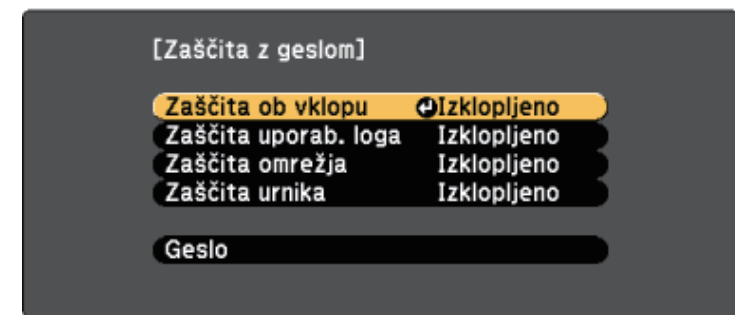 [Zaščita z geslom]
Zaščita ob vklopu Izklopljeno
Zaščita uporab. loga Izklopljeno
Zaščita omrežja Izklopljeno
Zaščita urnika Izklopljeno
Geslo